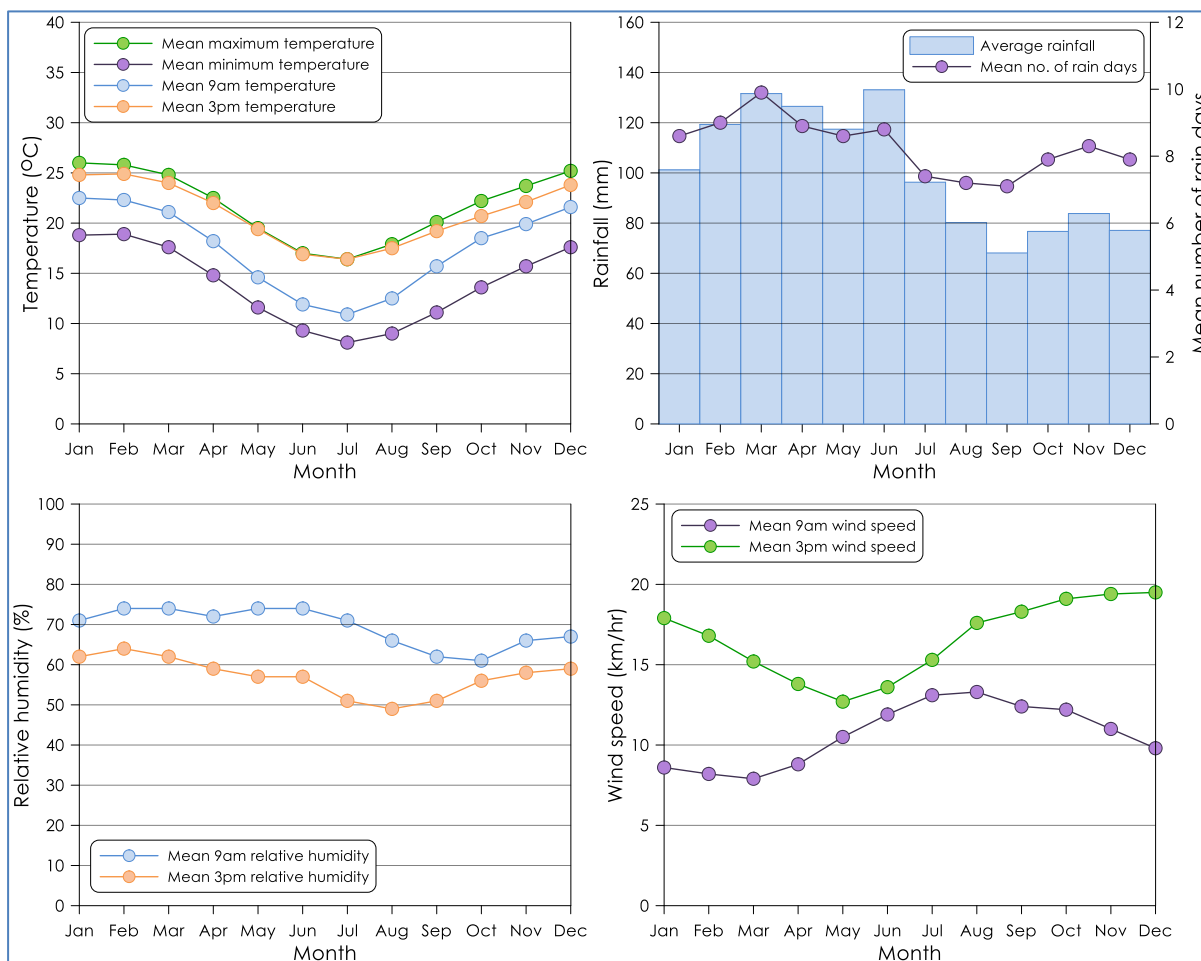 40
35
30
25
20
15
10
5
0
Temperature (ºC)
Mean maximum temperature
Mean minimum temperature
Mean 9am temperature
Mean 3pm temperature
Jan Feb Mar Apr May Jun Jul Aug Sep Oct Nov Dec
Month
160
140
120
100
80
60
40
20
0
Rainfall (mm)
Average rainfall
Mean no. of rain days
12
10
8
6
4
2
0
Mean number of rain days
Jan Feb Mar Apr May Jun Jul Aug Sep Oct Nov Dec
Month
100
90
80
70
60
50
40
30
20
10
0
Relative humidity (%)
Mean 9am relative humidity
Mean 3pm relative humidity
Jan Feb Mar Apr May Jun Jul Aug Sep Oct Nov Dec
Month
25
20
15
10
5
0
Wind speed (km/hr)
Mean 9am wind speed
Mean 3pm wind speed
Jan Feb Mar Apr May Jun Jul Aug Sep Oct Nov Dec
Month